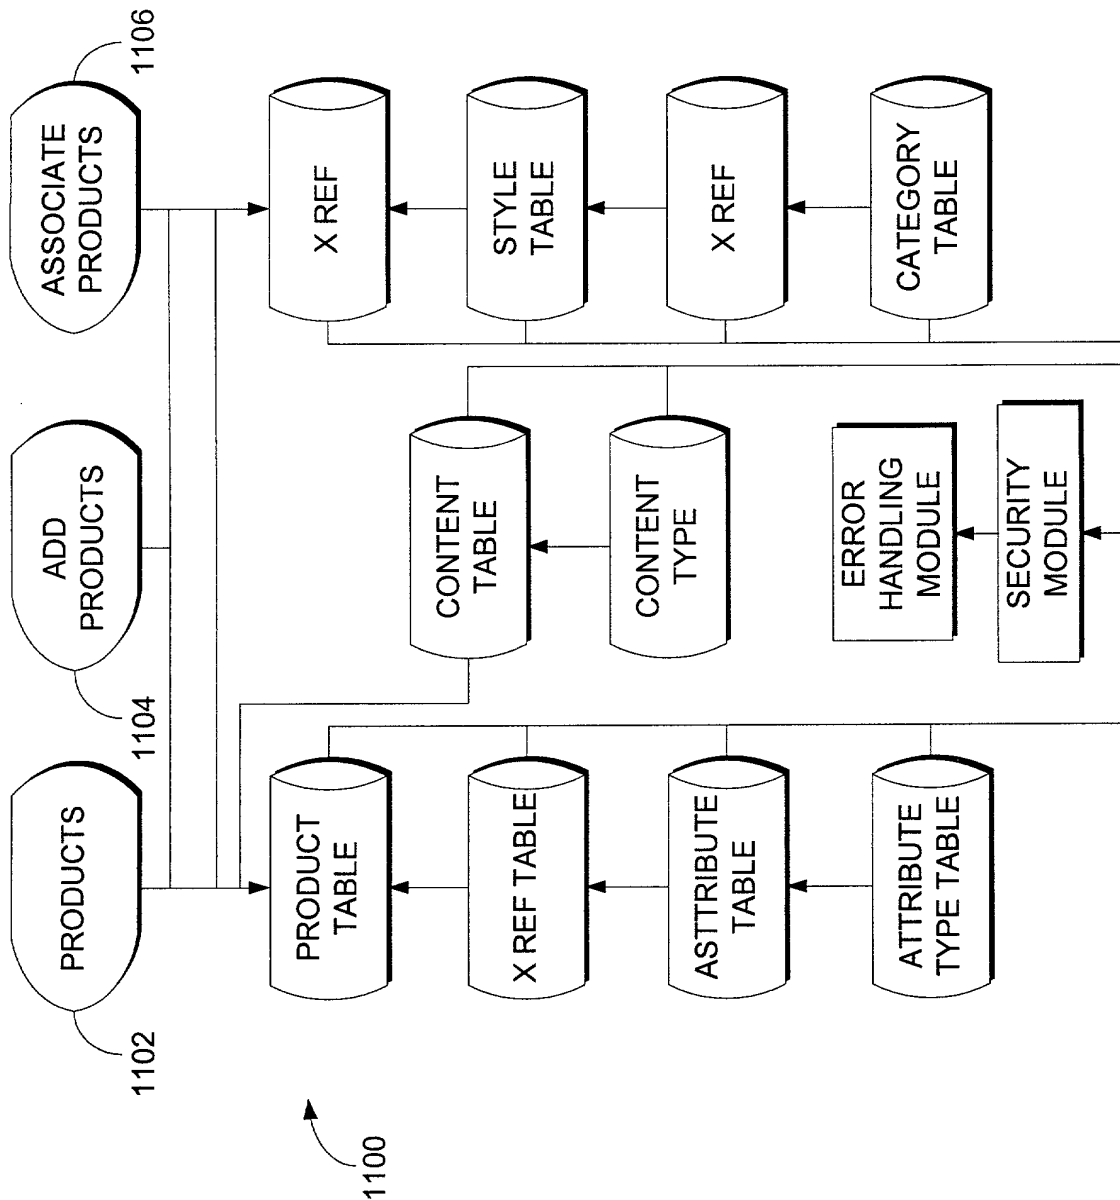 PRODUCTS
ADD
PRODUCTS
ASSOCIATE
PRODUCTS
1102
1104
1106
1100
PRODUCT
TABLE
X REF
CONTENT
TABLE
X REF TABLE
STYLE
TABLE
CONTENT
TYPE
ASTTRIBUTE
TABLE
X REF
ERROR
HANDLING
MODULE
ATTRIBUTE
TYPE TABLE
CATEGORY
TABLE
SECURITY
MODULE